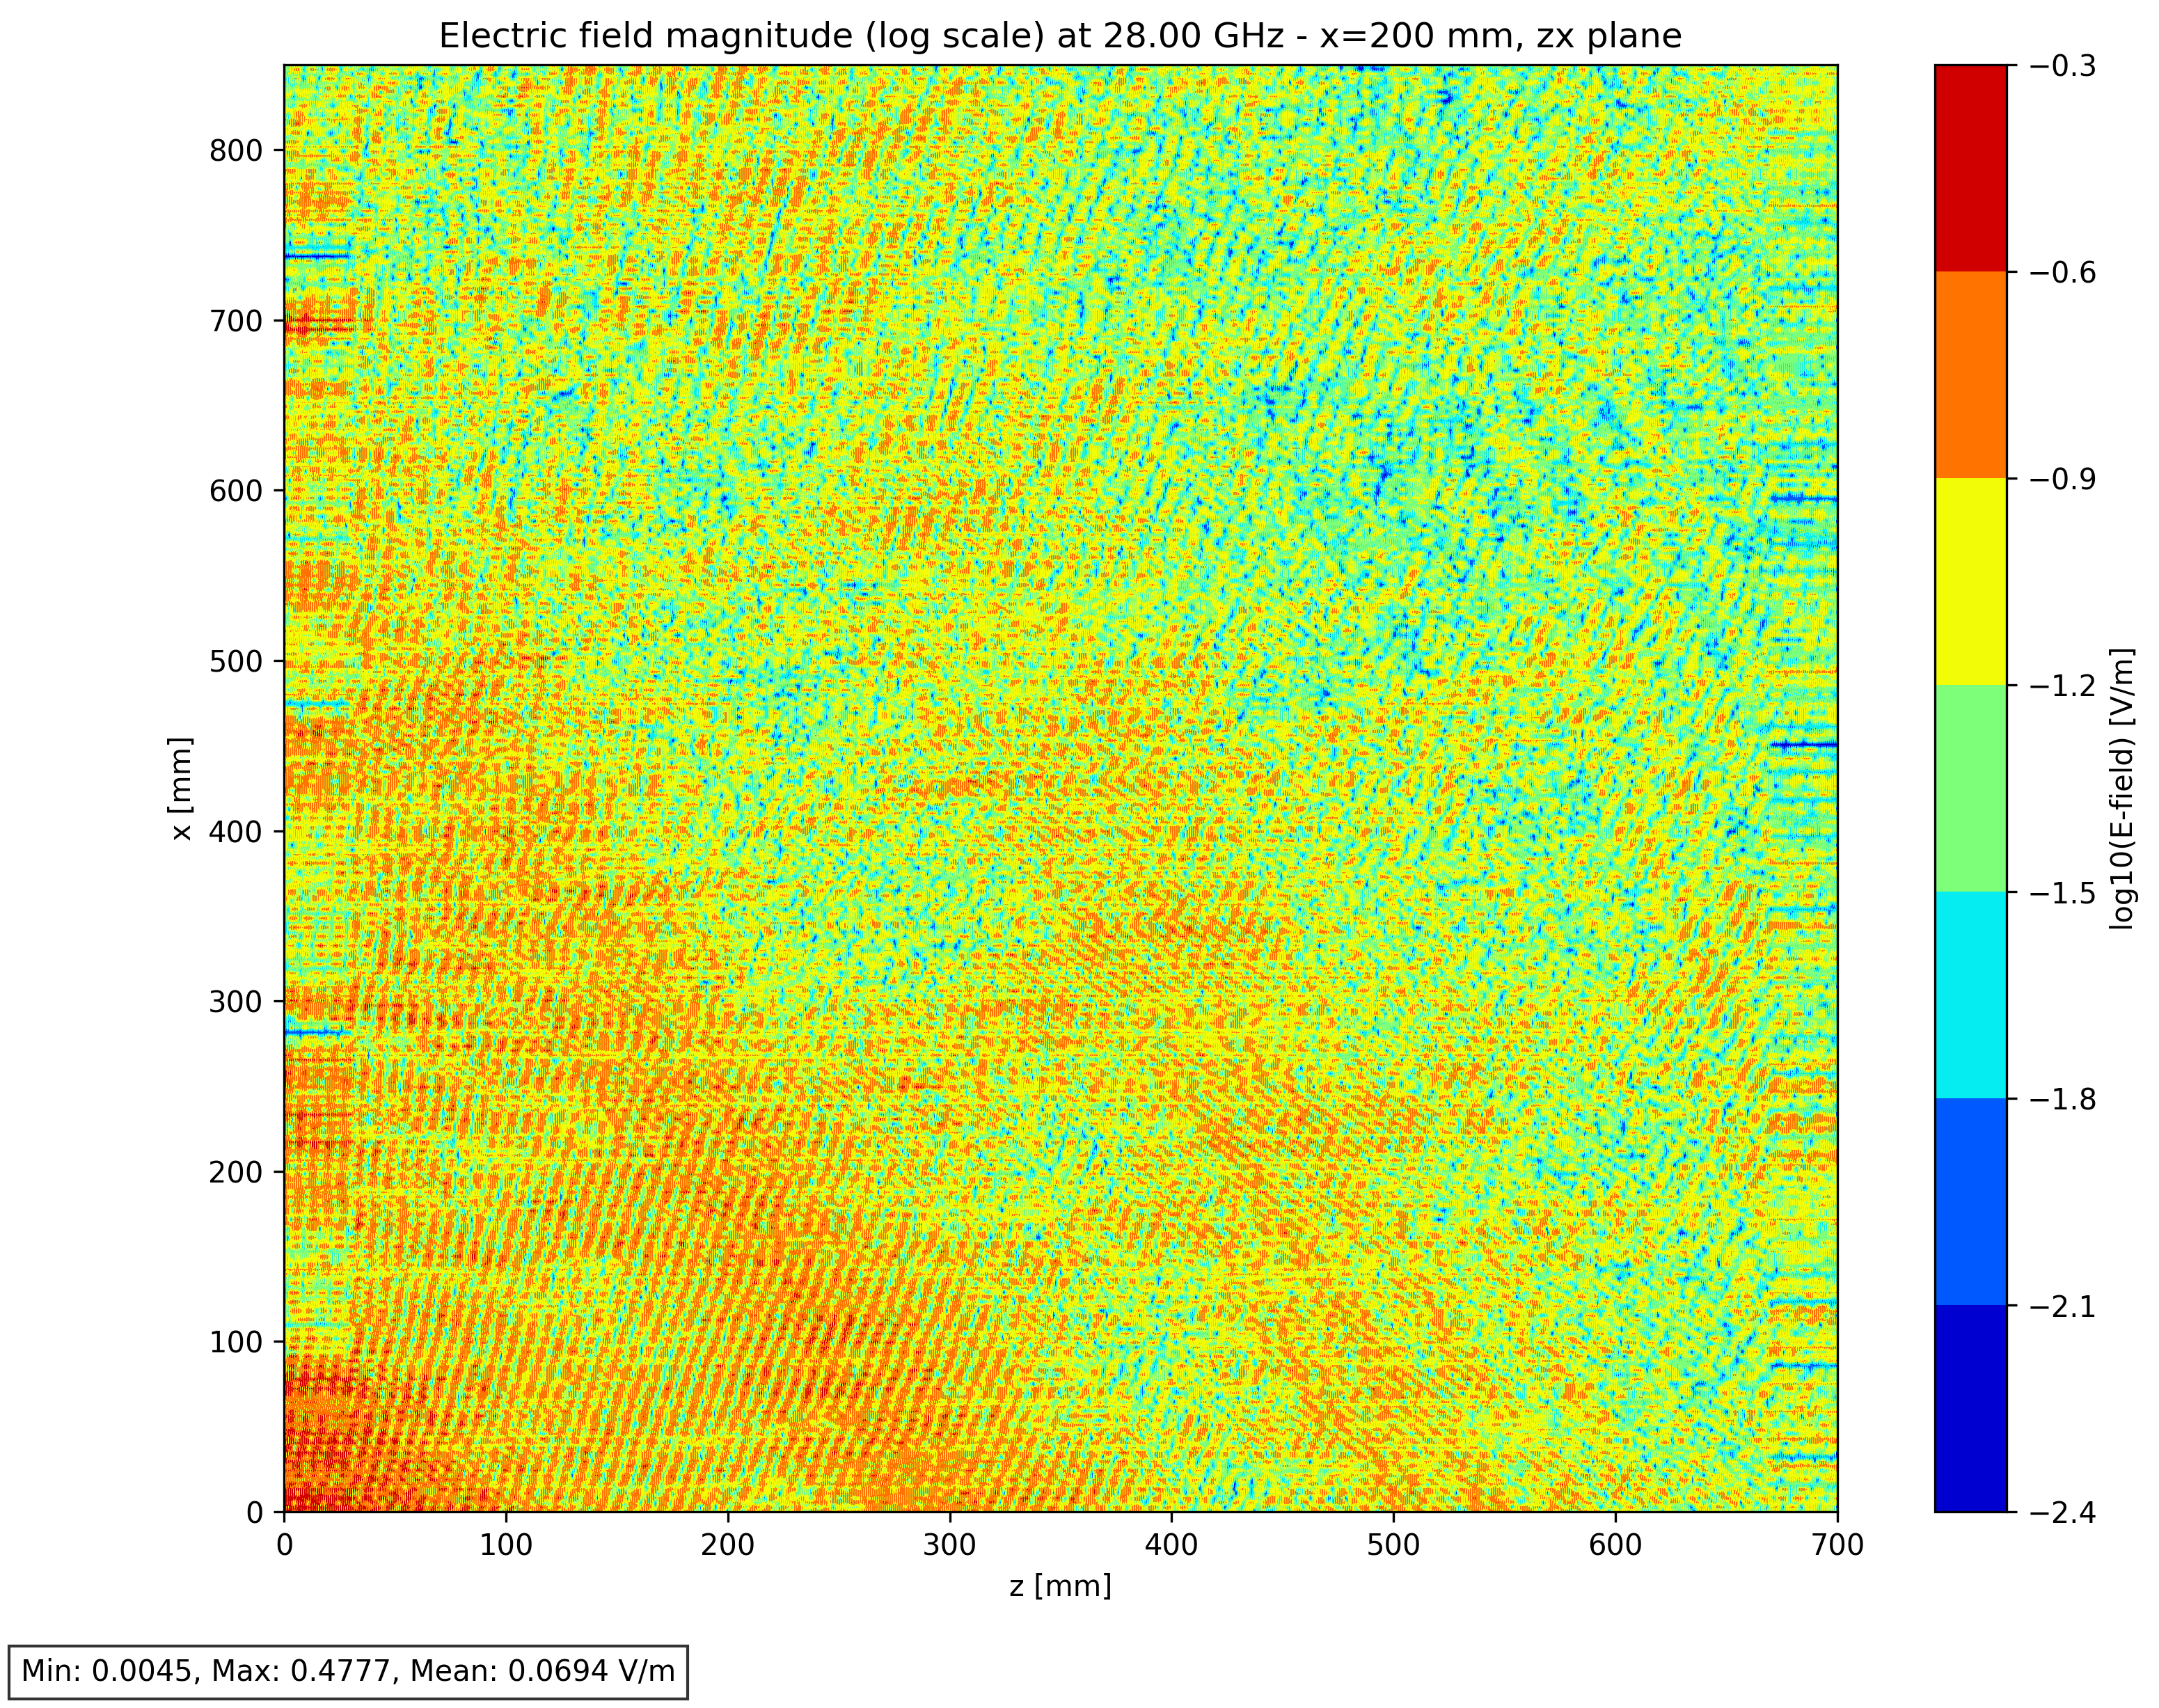 Electric field magnitude (log scale) at 28.00 GHz - x=200 mm, zx plane
x [mm]
800
700
600
500
400
300
200
100
0
0 100 200 300 400 500 600 700
z [mm]
−0.3
−0.6
−0.9
−1.2
−1.5
−1.8
−2.1
−2.4
log10(E-field) [V/m]
Min: 0.0045, Max: 0.4777, Mean: 0.0694 V/m